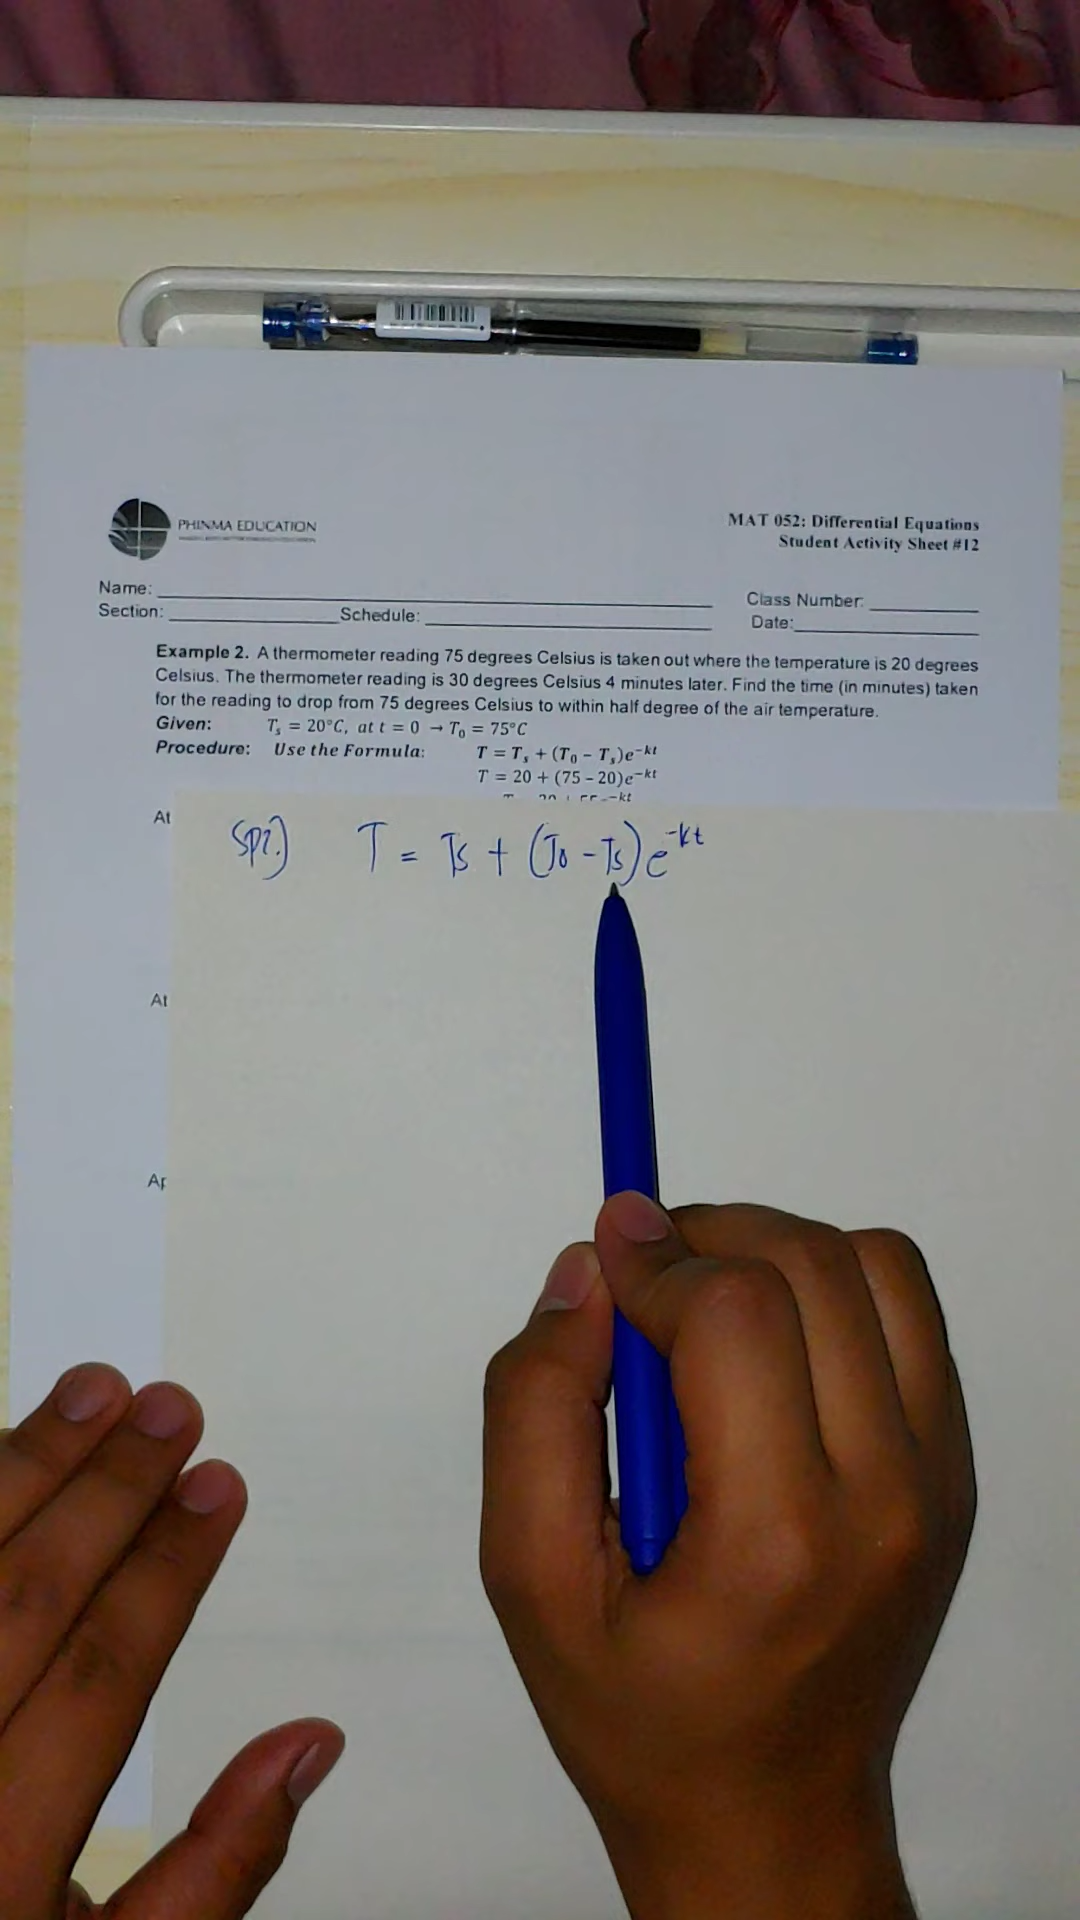 PHINMA EDUCATION
MAT 052: Differential Equations
Student Activity Sheet #12
Name:
Class Number:
Section: Schedule:
Date:
Example 2. A thermometer reading 75 degrees Celsius is taken out where the temperature is 20 degrees
Celsius. The thermometer reading is 30 degrees Celsius 4 minutes later. Find the time (in minutes) taken
for the reading to drop from 75 degrees Celsius to within half degree of the air temperature.
Given: Tₛ = 20°C, at t = 0 → T₀ = 75°C
Procedure: Use the Formula: T = Tₛ + (T₀ − Tₛ)e^−kt
T = 20 + (75 − 20)e^−kt
At
T = Ts + (To − Ts)e^−kt
At